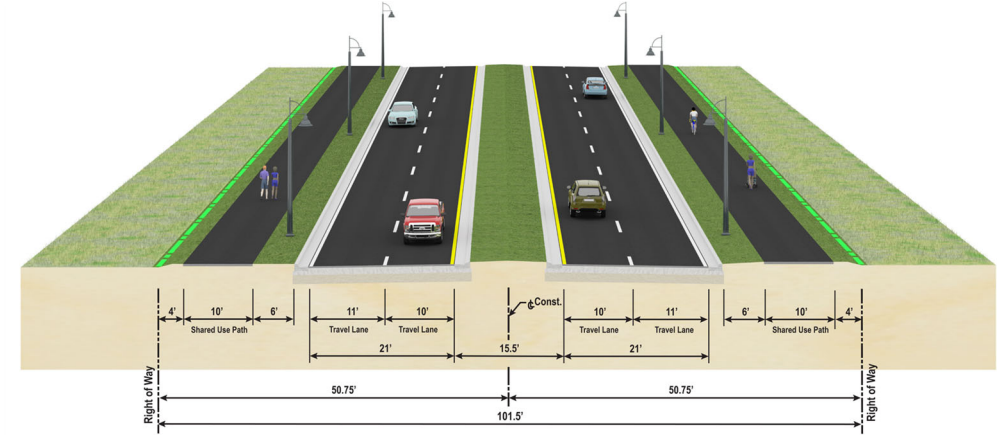 ℄ Const.
4' 10' 6' 11' 10' 10' 11' 6' 10' 4'
Shared Use Path Travel Lane Travel Lane Travel Lane Travel Lane Shared Use Path
21' 15.5' 21'
Right of Way Right of Way
50.75' 50.75'
101.5'